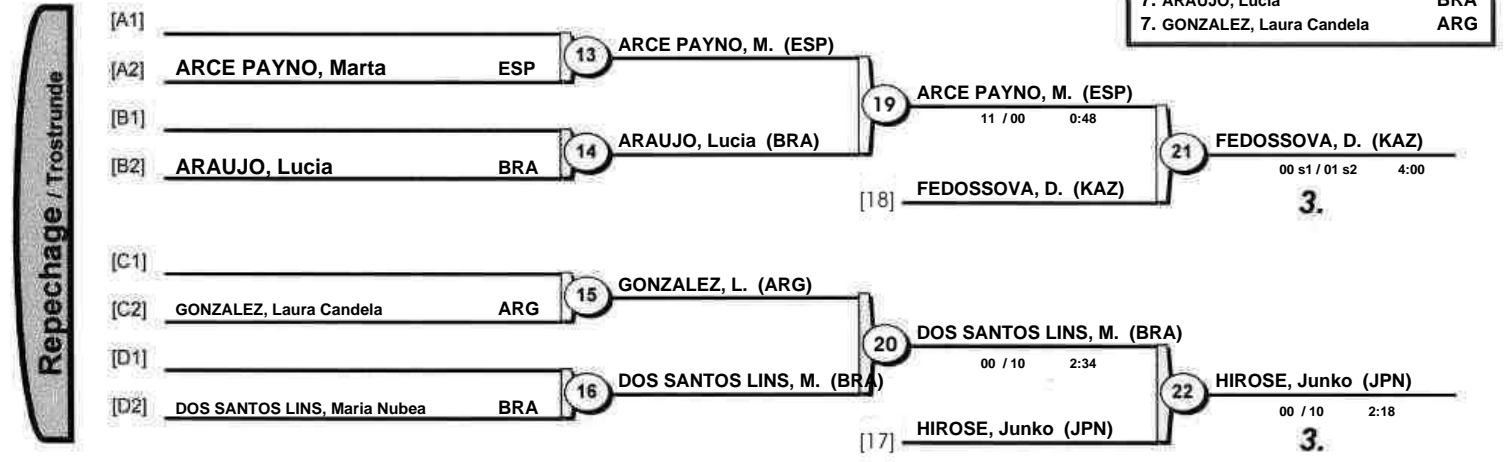 7. ARAUJO, Lucia BRA
7. GONZALEZ, Laura Candela ARG
Repechage / Trostrunde
[A1]
[A2] ARCE PAYNO, Marta ESP
13
ARCE PAYNO, M. (ESP)
[B1]
[B2] ARAUJO, Lucia BRA
14
ARAUJO, Lucia (BRA)
19
ARCE PAYNO, M. (ESP)
11 / 00 0:48
[18] FEDOSSOVA, D. (KAZ)
21
FEDOSSOVA, D. (KAZ)
00 s1 / 01 s2 4:00
3.
[C1]
[C2] GONZALEZ, Laura Candela ARG
15
GONZALEZ, L. (ARG)
[D1]
[D2] DOS SANTOS LINS, Maria Nubea BRA
16
DOS SANTOS LINS, M. (BRA)
20
DOS SANTOS LINS, M. (BRA)
00 / 10 2:34
[17] HIROSE, Junko (JPN)
22
HIROSE, Junko (JPN)
00 / 10 2:18
3.